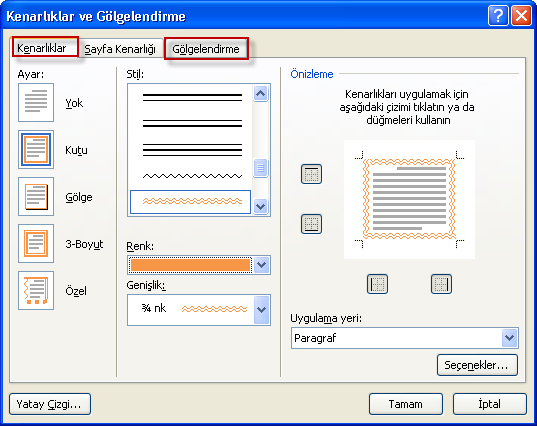 Kenarlıklar ve Gölgelendirme
Kenarlıklar
Sayfa Kenarlığı
Gölgelendirme
Ayar:
Yok
Kutu
Gölge
3-Boyut
Özel
Stil:
Renk:
Genişlik:
¾ nk
Önizleme
Kenarlıkları uygulamak için
aşağıdaki çizimi tıklatın ya da
düğmeleri kullanın
Uygulama yeri:
Paragraf
Seçenekler...
Yatay Çizgi...
Tamam
İptal